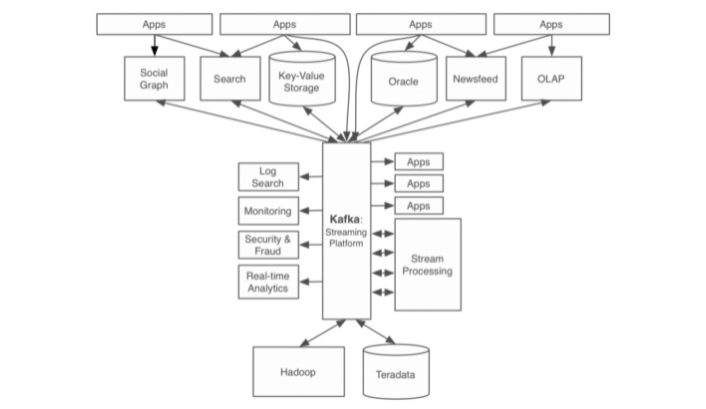 Apps
Apps
Apps
Apps
Social
Graph
Search
Key-Value
Storage
Oracle
Newsfeed
OLAP
Log
Search
Monitoring
Security &
Fraud
Real-time
Analytics
Kafka:
Streaming
Platform
Apps
Apps
Apps
Stream
Processing
Hadoop
Teradata